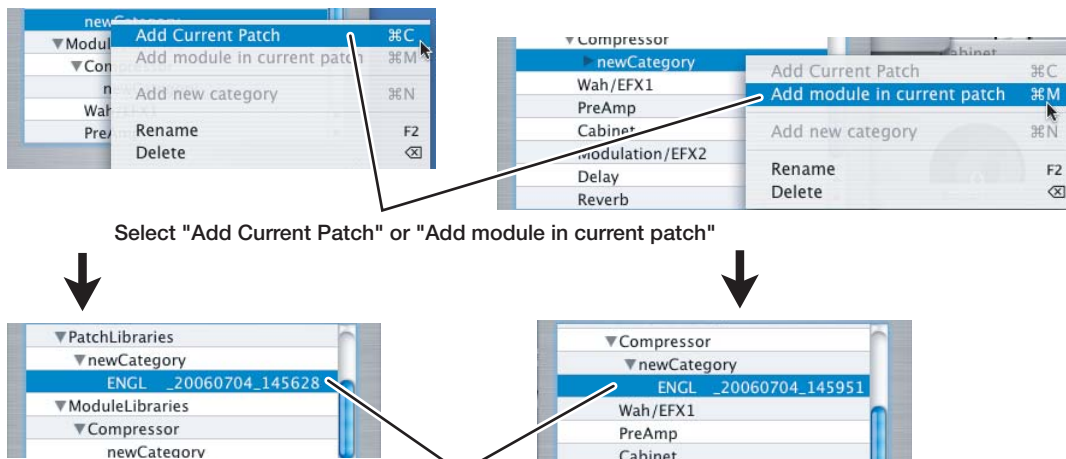 newCategory
Add Current Patch ⌘C
Add module in current patch ⌘M
Add new category ⌘N
Rename F2
Delete ⌫
Compressor
newCategory
Wah/EFX1
PreAmp
Cabinet
Modulation/EFX2
Delay
Reverb
Cabinet
Add Current Patch ⌘C
Add module in current patch ⌘M
Add new category ⌘N
Rename F2
Delete ⌫
Select "Add Current Patch" or "Add module in current patch"
▼PatchLibraries
▼newCategory
ENGL _20060704_145628
▼ModuleLibraries
▼Compressor
newCategory
▼Compressor
▼newCategory
ENGL _20060704_145951
Wah/EFX1
PreAmp
Cabinet